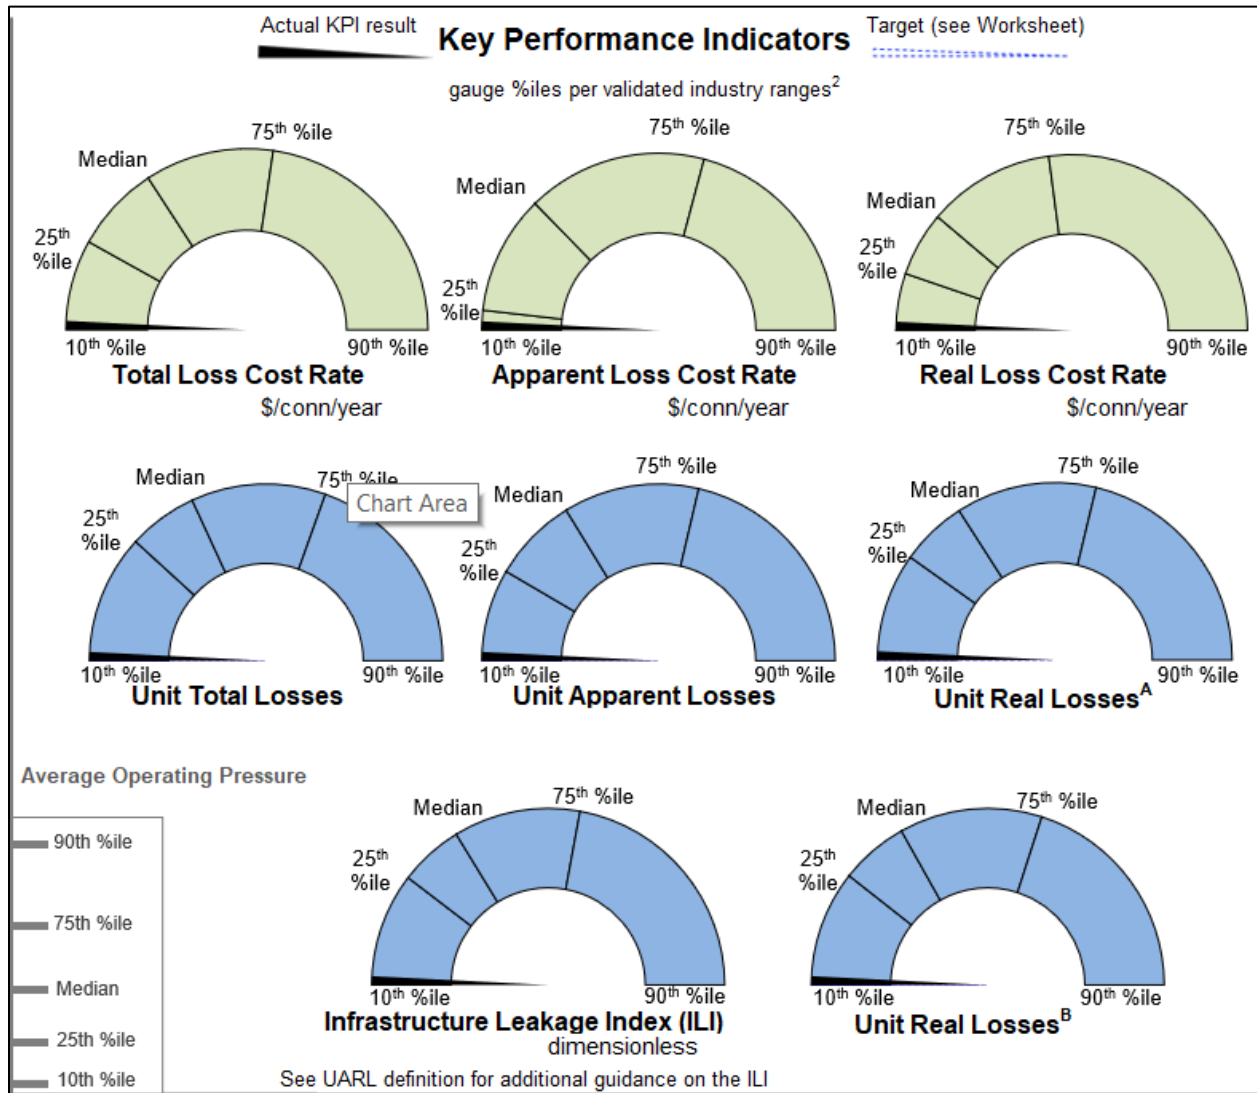 Actual KPI result
Key Performance Indicators
Target (see Worksheet)
gauge %iles per validated industry ranges2
75th %ile
Median
25th
%ile
10th %ile
90th %ile
Total Loss Cost Rate
$/conn/year
75th %ile
Median
25th
%ile
10th %ile
90th %ile
Apparent Loss Cost Rate
$/conn/year
75th %ile
Median
25th
%ile
10th %ile
90th %ile
Real Loss Cost Rate
$/conn/year
75th %ile
Chart Area
Median
25th
%ile
10th %ile
90th %ile
Unit Total Losses
75th %ile
Median
25th
%ile
10th %ile
90th %ile
Unit Apparent Losses
75th %ile
Median
25th
%ile
10th %ile
90th %ile
Unit Real LossesA
Average Operating Pressure
90th %ile
75th %ile
Median
25th %ile
10th %ile
75th %ile
Median
25th
%ile
10th %ile
90th %ile
Infrastructure Leakage Index (ILI)
dimensionless
See UARL definition for additional guidance on the ILI
75th %ile
Median
25th
%ile
10th %ile
90th %ile
Unit Real LossesB